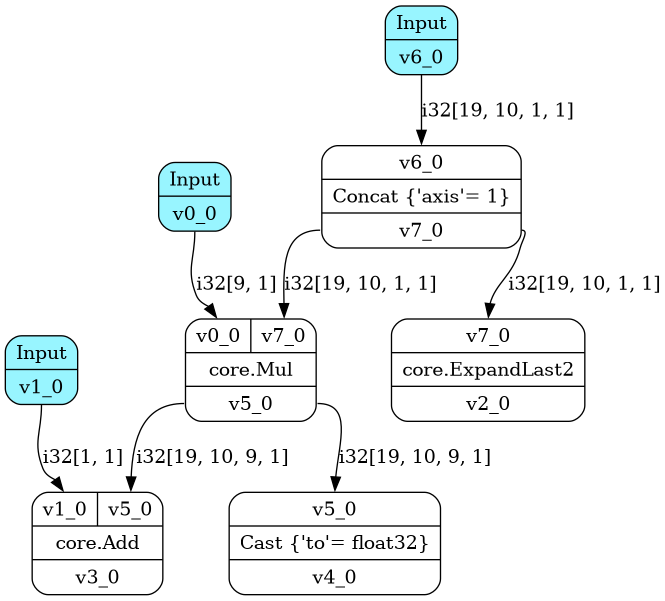 Input
v6_0
i32[19, 10, 1, 1]
v6_0
Concat {'axis'= 1}
v7_0
Input
v0_0
i32[9, 1]
i32[19, 10, 1, 1]
i32[19, 10, 1, 1]
v0_0 v7_0
core.Mul
v5_0
v7_0
core.ExpandLast2
v2_0
Input
v1_0
i32[1, 1]
i32[19, 10, 9, 1]
i32[19, 10, 9, 1]
v1_0 v5_0
core.Add
v3_0
v5_0
Cast {'to'= float32}
v4_0